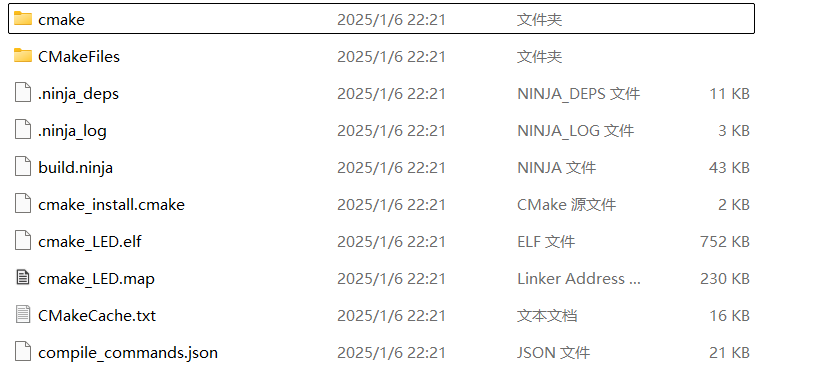 cmake 2025/1/6 22:21 文件夹
CMakeFiles 2025/1/6 22:21 文件夹
.ninja_deps 2025/1/6 22:21 NINJA_DEPS 文件 11 KB
.ninja_log 2025/1/6 22:21 NINJA_LOG 文件 3 KB
build.ninja 2025/1/6 22:21 NINJA 文件 43 KB
cmake_install.cmake 2025/1/6 22:21 CMake 源文件 2 KB
cmake_LED.elf 2025/1/6 22:21 ELF 文件 752 KB
cmake_LED.map 2025/1/6 22:21 Linker Address ... 230 KB
CMakeCache.txt 2025/1/6 22:21 文本文档 16 KB
compile_commands.json 2025/1/6 22:21 JSON 文件 21 KB